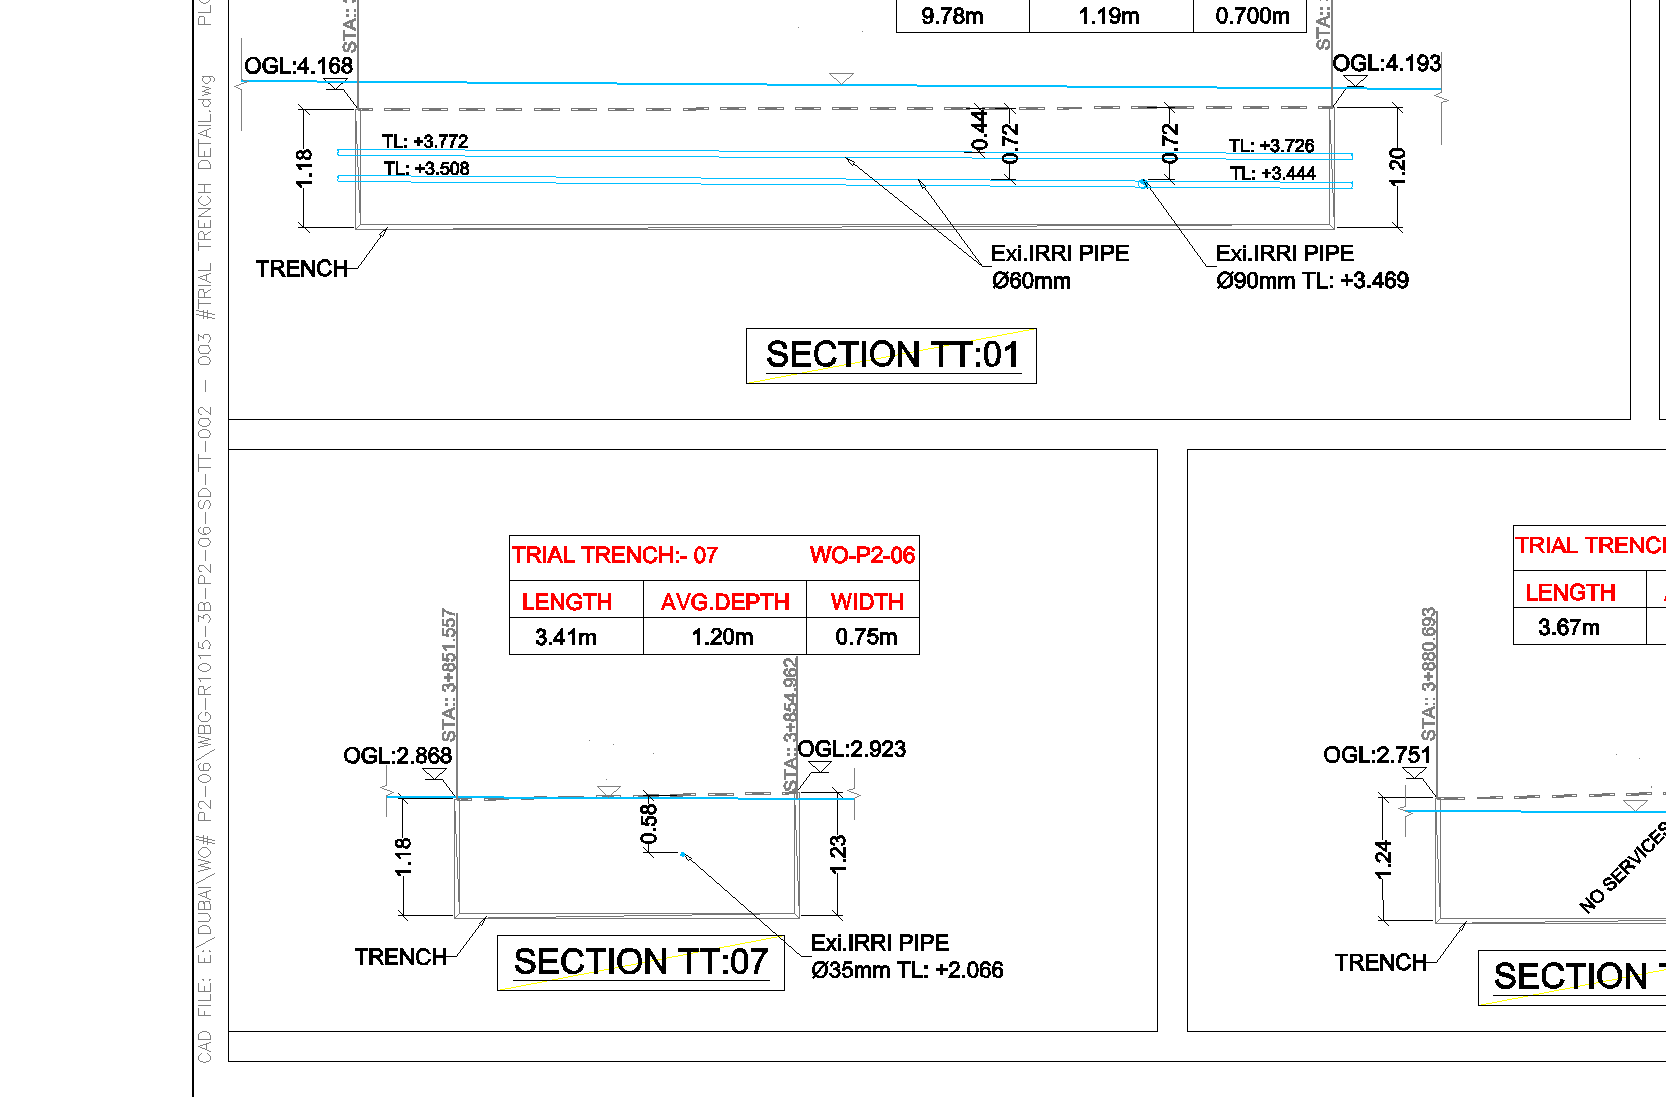 9.78m 1.19m 0.700m
STA::
STA::
OGL:4.168
OGL:4.193
1.18
TL: +3.772
TL: +3.508
0.44
0.72
0.72
TL: +3.726
TL: +3.444
1.20
TRENCH
Exi.IRRI PIPE
Ø60mm
Exi.IRRI PIPE
Ø90mm TL: +3.469
SECTION TT:01
TRIAL TRENCH:- 07 WO-P2-06
LENGTH AVG.DEPTH WIDTH
3.41m 1.20m 0.75m
STA:: 3+851.557
STA:: 3+854.962
OGL:2.868
OGL:2.923
1.18
0.58
1.23
TRENCH
Exi.IRRI PIPE
Ø35mm TL: +2.066
SECTION TT:07
TRIAL TRENCH
LENGTH
3.67m
STA:: 3+880.693
OGL:2.751
1.24
NO SERVICES
TRENCH
SECTION
CAD FILE: E:\DUBAI\WO# P2-06\WBG-R1015-3B-P2-06-SD-TT-002 - 003 #TRIAL TRENCH DETAIL.dwg